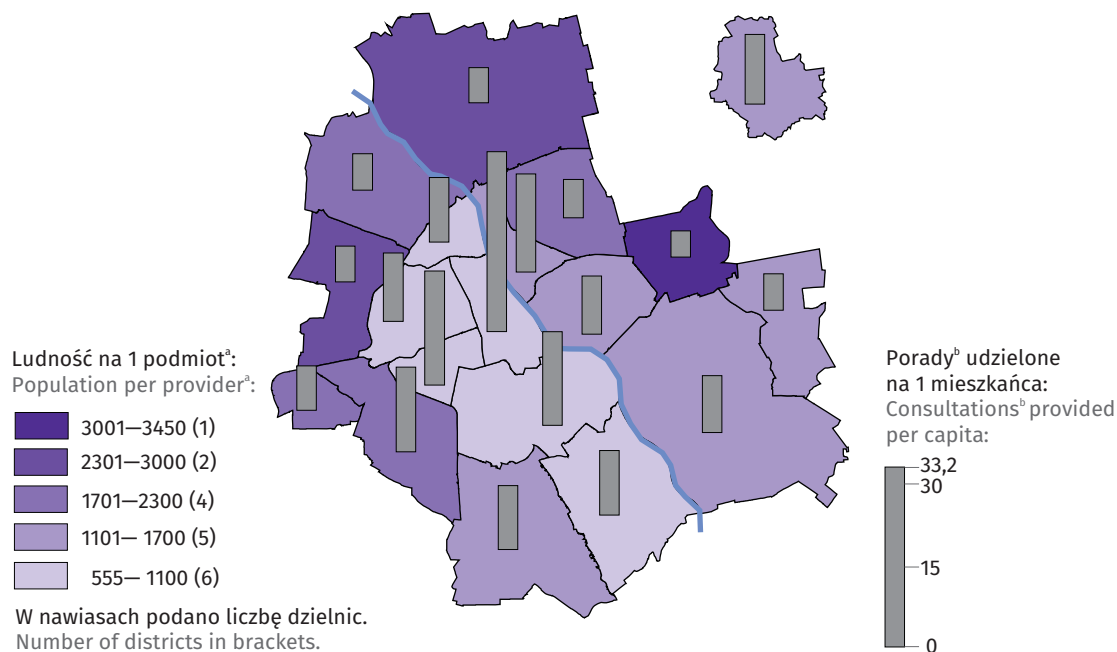 Ludność na 1 podmiotᵃ:
Population per providerᵃ:
3001—3450 (1)
2301—3000 (2)
1701—2300 (4)
1101— 1700 (5)
555— 1100 (6)
W nawiasach podano liczbę dzielnic.
Number of districts in brackets.
Poradyᵇ udzielone
na 1 mieszkańca:
Consultationsᵇ provided
per capita:
33,2
30
15
0